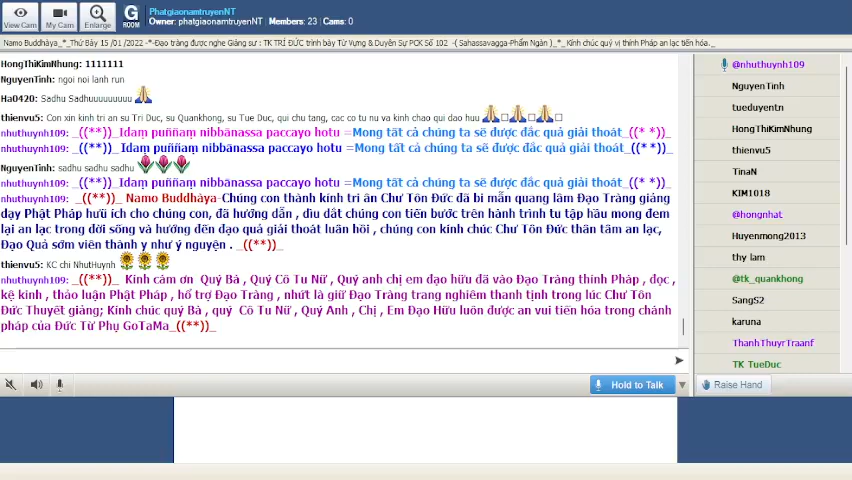 View Cam
My Cam
Enlarge
G
ROOM
PhatgiaonamtruyenNT
Owner: phatgiaonamtruyenNT Members: 23 | Cams: 0
Namo Buddhàya_*_Thứ Bảy 15 /01 /2022 -*-Đạo tràng được nghe Giảng sư : TK TRÍ ĐỨC trình bày Từ Vựng & Duyên Sự PCK Số 102 -( Sahassavagga-Phẩm Ngàn )_*_Kính chúc quý vị thính Pháp an lạc tiến hóa._
HongThiKimNhung: 1111111
NguyenTinh: ngoi noi lanh run
Ha0420: Sadhu Sadhuuuuuuuuu
thienvu5: Con xin kinh tri an su Tri Duc, su Quankhong, su Tue Duc, qui chu tang, cac co tu nu va kinh chao qui dao huu
nhuthuynh109: _((**)_Idaṃ puññaṃ nibbānassa paccayo hotu =Mong tất cả chúng ta sẽ được đắc quả giải thoát_((* *)_
nhuthuynh109: _((**)_ Idaṃ puññaṃ nibbānassa paccayo hotu =Mong tất cả chúng ta sẽ được đắc quả giải thoát_((* *)_
NguyenTinh: sadhu sadhu sadhu
nhuthuynh109: _((**)_Idaṃ puññaṃ nibbānassa paccayo hotu =Mong tất cả chúng ta sẽ được đắc quả giải thoát_((* *)_
nhuthuynh109: _((**)_ Namo Buddhàya-Chúng con thành kính tri ân Chư Tôn Đức đã bi mẫn quang lâm Đạo Tràng giảng
dạy Phật Pháp hữu ích cho chúng con, đã hướng dẫn , dìu dắt chúng con tiến bước trên hành trình tu tập hầu mong đem
lại an lạc trong đời sống và hướng đến đạo quả giải thoát luân hồi , chúng con kính chúc Chư Tôn Đức thân tâm an lạc,
Đạo Quả sớm viên thành y như ý nguyện . _((**)_
thienvu5: KC chi NhutHuynh
nhuthuynh109: _((**)_ Kính cảm ơn Quý Bà , Quý Cô Tu Nữ , Quý anh chị em đạo hữu đã vào Đạo Tràng thính Pháp , đọc ,
kệ kinh , thảo luận Phật Pháp , hổ trợ Đạo Tràng , nhứt là giữ Đạo Tràng trang nghiêm thanh tịnh trong lúc Chư Tôn
Đức Thuyết giảng; Kính chúc quý Bà , quý Cô Tu Nữ , Quý Anh , Chị , Em Đạo Hữu luôn được an vui tiến hóa trong chánh
pháp của Đức Từ Phụ GoTaMa_((**)_
Hold to Talk
@nhuthuynh109
NguyenTinh
tueduyentn
HongThiKimNhung
thienvu5
TinaN
KIM1018
@hongnhat
Huyenmong2013
thy lam
@tk_quankhong
SangS2
karuna
ThanhThuyrTraanf
TK TueDuc
Raise Hand